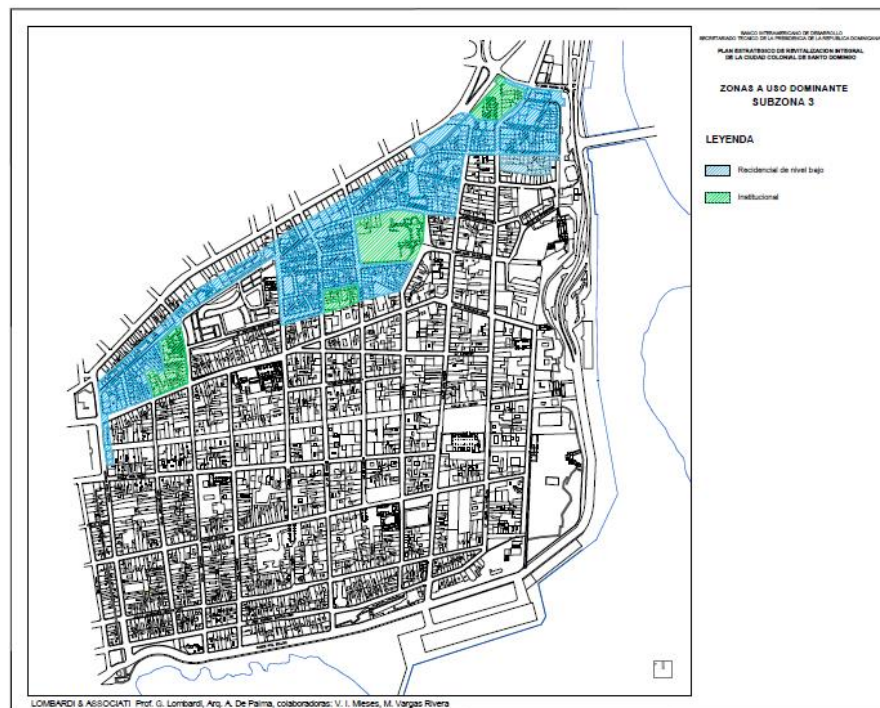 BANCO INTERAMERICANO DE DESARROLLO
SECRETARIADO TECNICO DE LA PRESIDENCIA DE LA REPUBLICA DOMINICANA
PLAN ESTRATEGICO DE REVITALIZACION INTEGRAL
DE LA CIUDAD COLONIAL DE SANTO DOMINGO
ZONAS A USO DOMINANTE
SUBZONA 3
LEYENDA
Recidencial de nivel bajo
Institucional
LOMBARDI & ASSOCIATI Prof. G. Lombardi, Arq. A. De Palma, colaboradoras: V. I. Mieses, M. Vargas Rivera